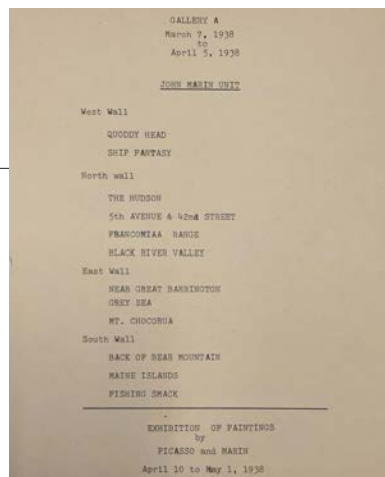 GALLERY A
March 7, 1938
to
April 5, 1938
JOHN MARIN UNIT
West Wall
QUODDY HEAD
SHIP FANTASY
North wall
THE HUDSON
5th AVENUE & 42nd STREET
FRANCONIAA RANGE
BLACK RIVER VALLEY
East Wall
NEAR GREAT BARRINGTON
GREY SEA
MT. CHOCORUA
South Wall
BACK OF BEAR MOUNTAIN
MAINE ISLANDS
FISHING SMACK
EXHIBITION OF PAINTINGS
by
PICASSO and MARIN
April 10 to May 1, 1938